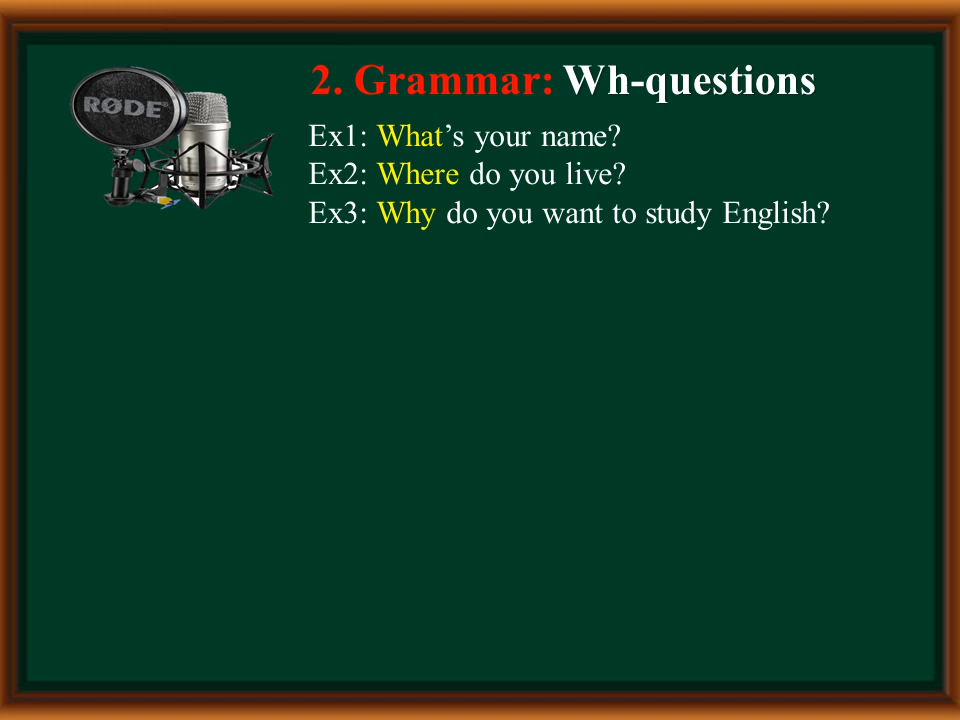 RØDE®
2. Grammar: Wh-questions
Ex1: What’s your name?
Ex2: Where do you live?
Ex3: Why do you want to study English?